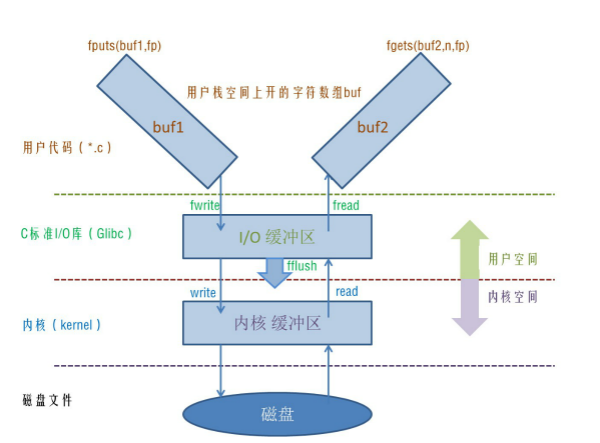 fputs(buf1,fp)
fgets(buf2,n,fp)
用户栈空间上开的字符数组buf
buf1
buf2
用户代码(*.c)
fwrite
fread
C标准I/O库(Glibc)
I/O 缓冲区
用户空间
fflush
内核空间
write
read
内核(kernel)
内核 缓冲区
磁盘文件
磁盘